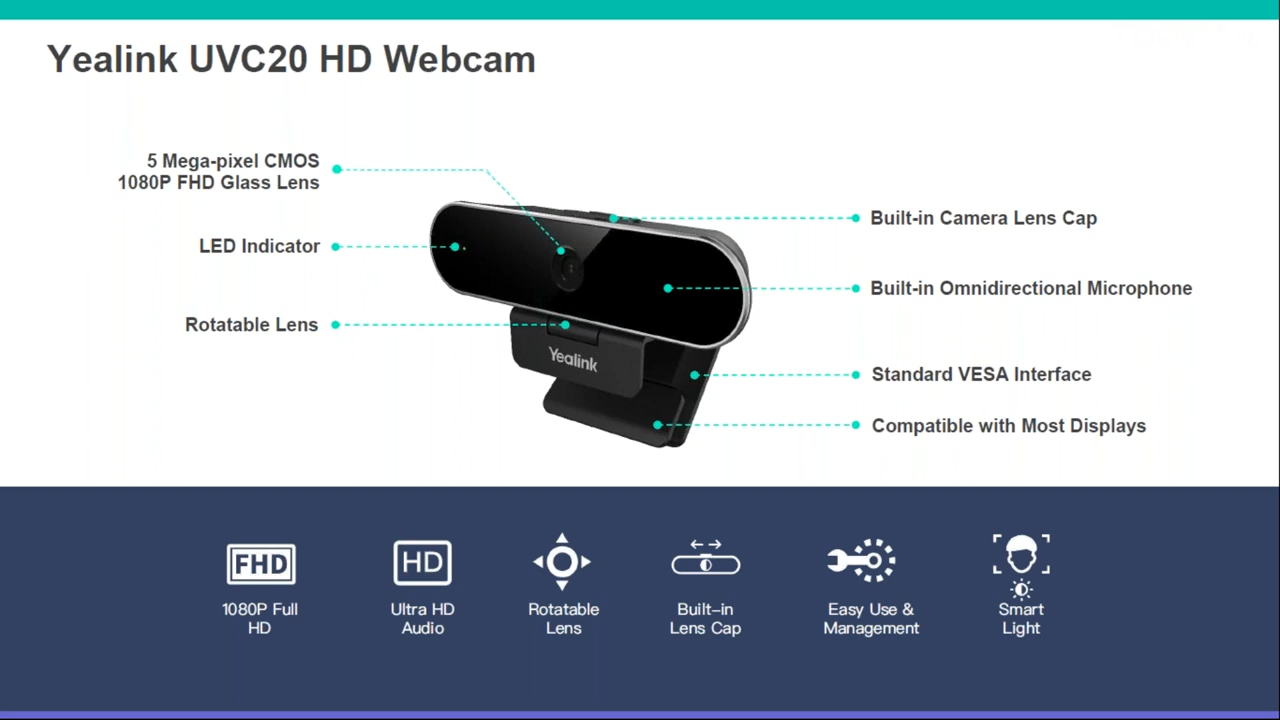 Yealink UVC20 HD Webcam
5 Mega-pixel CMOS
1080P FHD Glass Lens
LED Indicator
Rotatable Lens
Built-in Camera Lens Cap
Built-in Omnidirectional Microphone
Standard VESA Interface
Compatible with Most Displays
Yealink
FHD
1080P Full
HD
HD
Ultra HD
Audio
Rotatable
Lens
Built-in
Lens Cap
Easy Use &
Management
Smart
Light